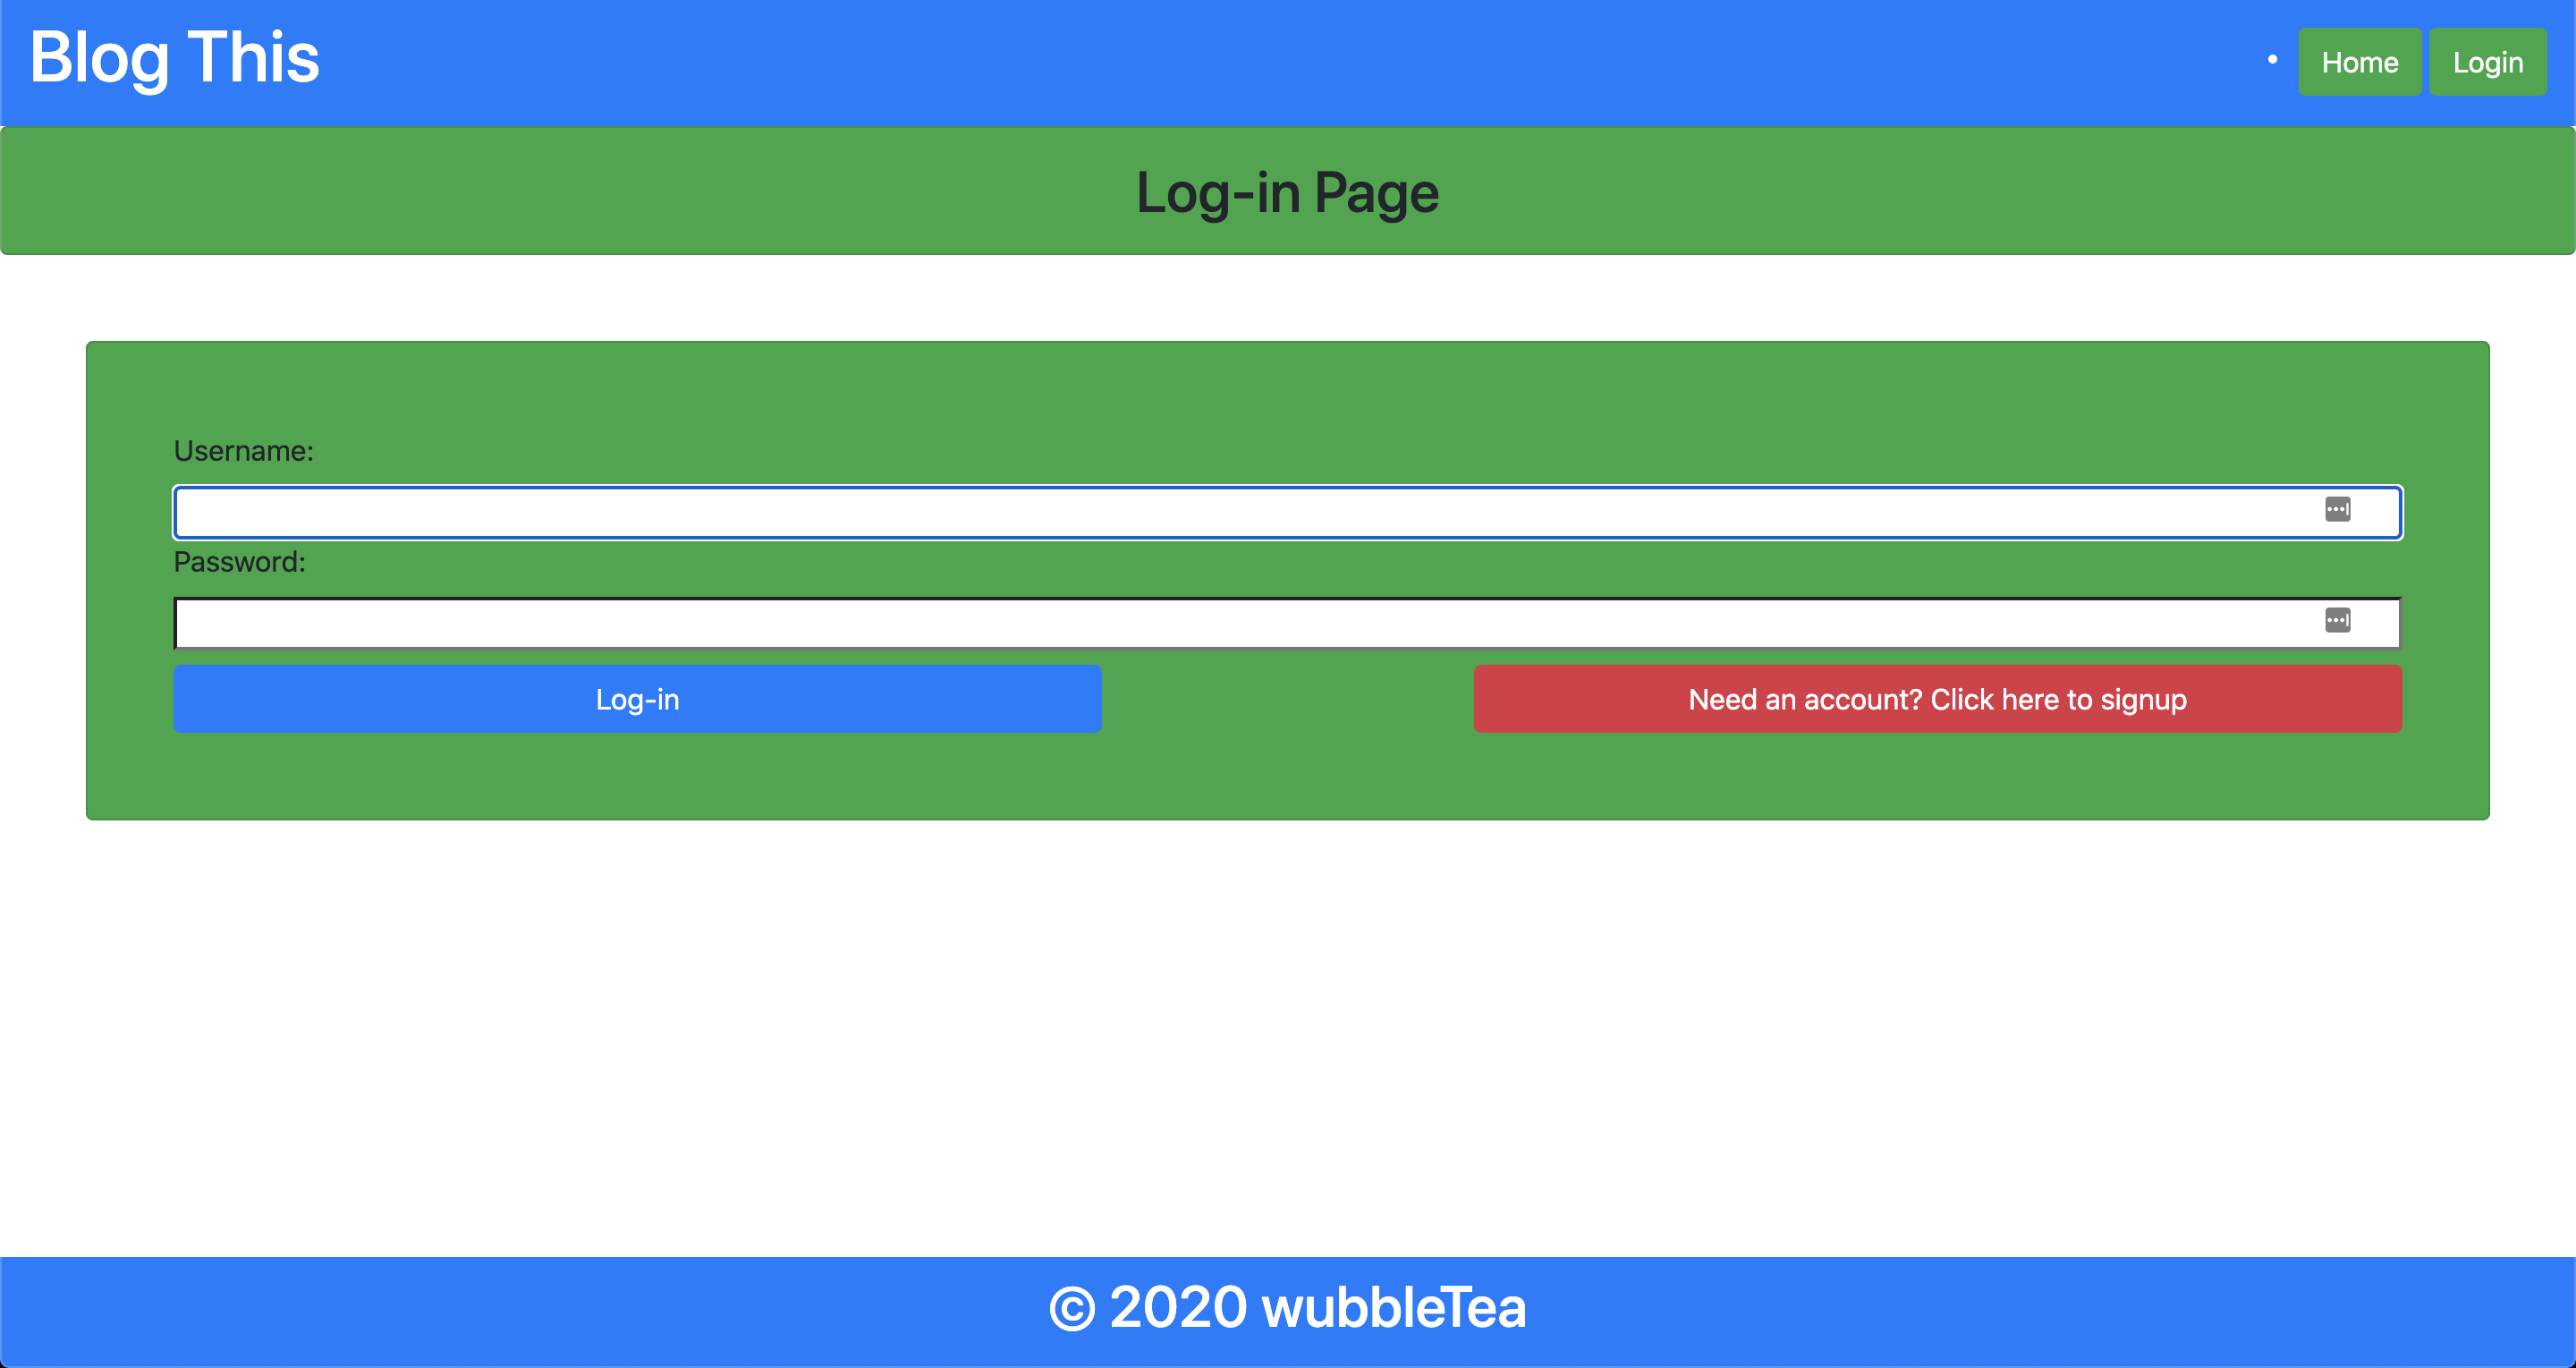 Blog This
Home Login
Log-in Page
Username:
Password:
Log-in
Need an account? Click here to signup
© 2020 wubbleTea